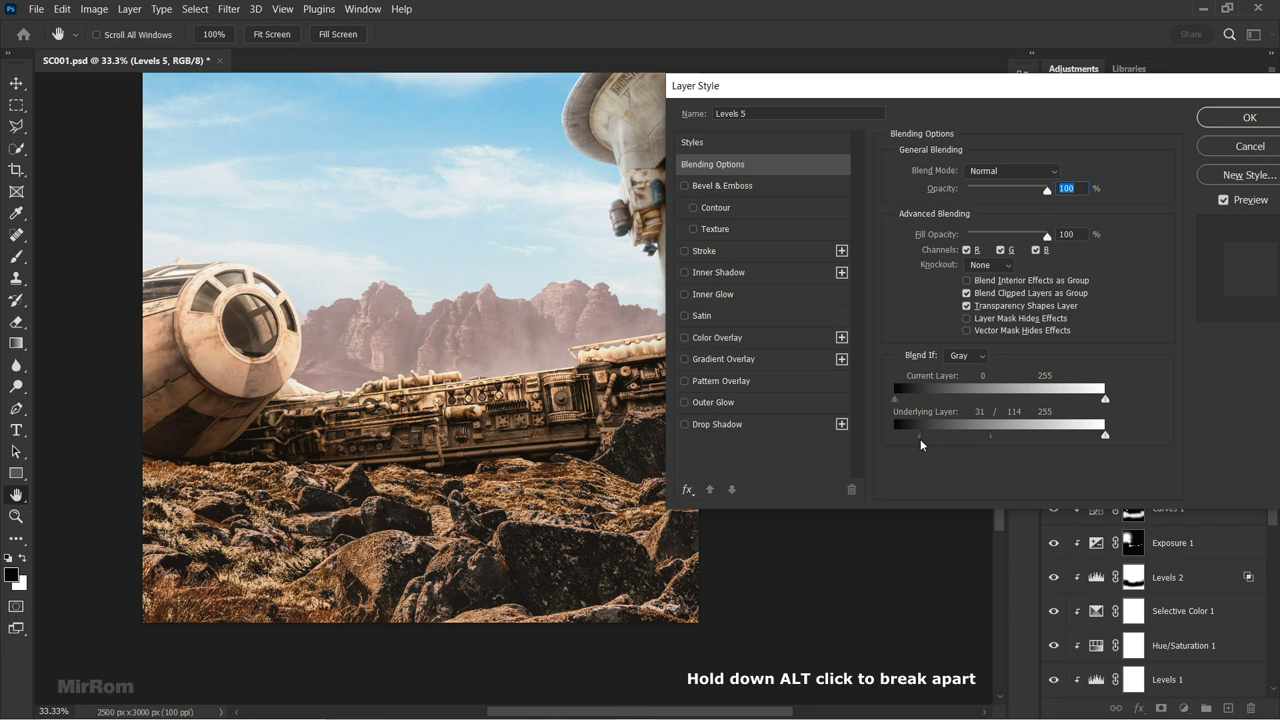 Ps File Edit Image Layer Type Select Filter 3D View Plugins Window Help
Scroll All Windows 100% Fit Screen Fill Screen Share
SC001.psd @ 33.3% (Levels 5, RGB/8) * ×
Adjustments Libraries
Layer Style
Name: Levels 5
OK
Cancel
New Style...
Preview
Styles
Blending Options
Bevel & Emboss
Contour
Texture
Stroke
Inner Shadow
Inner Glow
Satin
Color Overlay
Gradient Overlay
Pattern Overlay
Outer Glow
Drop Shadow
fx
Blending Options
General Blending
Blend Mode: Normal
Opacity: 100 %
Advanced Blending
Fill Opacity: 100 %
Channels: R G B
Knockout: None
Blend Interior Effects as Group
Blend Clipped Layers as Group
Transparency Shapes Layer
Layer Mask Hides Effects
Vector Mask Hides Effects
Blend If: Gray
Current Layer: 0 255
Underlying Layer: 31 / 114 255
Curves 1
Exposure 1
Levels 2
Selective Color 1
Hue/Saturation 1
Levels 1
fx
Hold down ALT click to break apart
MirRom
33.33% 2500 px x 3000 px (100 ppi)